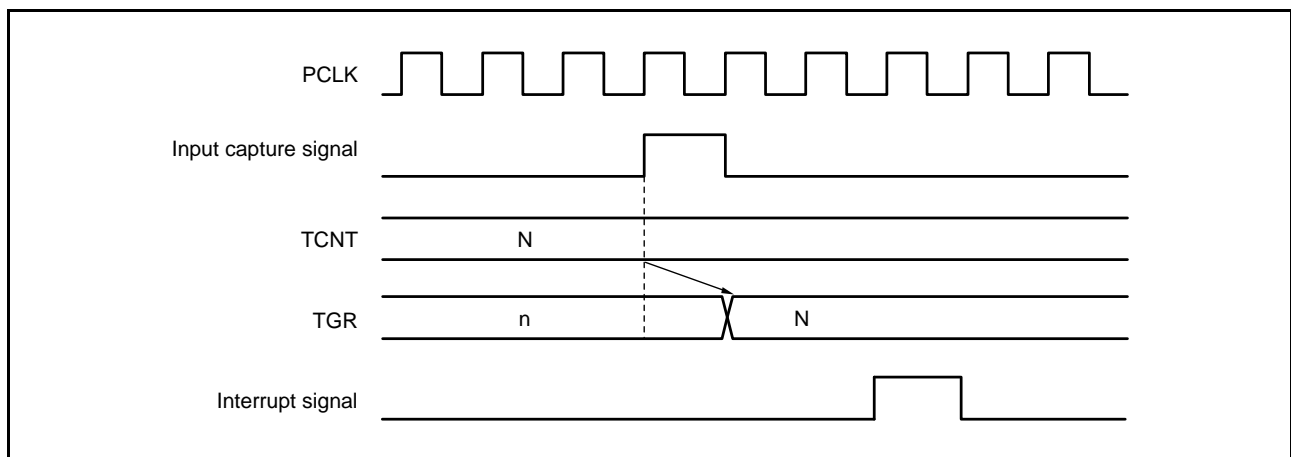 PCLK
Input capture signal
TCNT
N
TGR
n
N
Interrupt signal